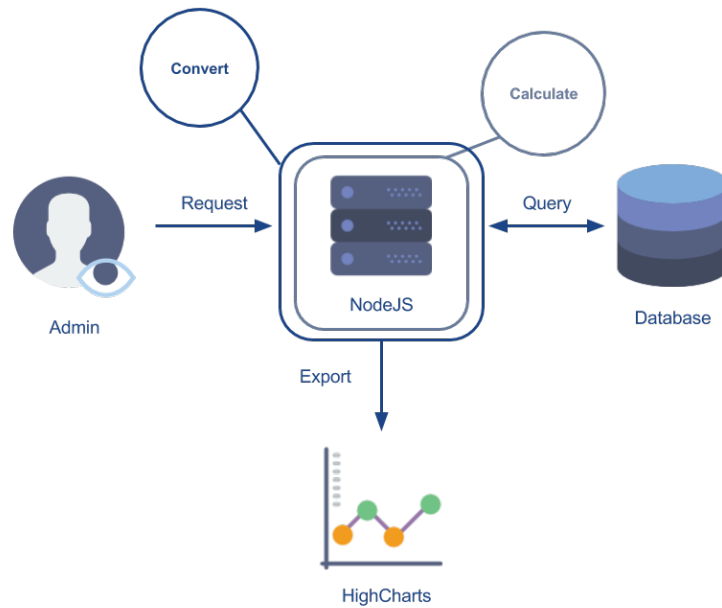 Convert
Calculate
Request
Query
NodeJS
Admin
Database
Export
HighCharts